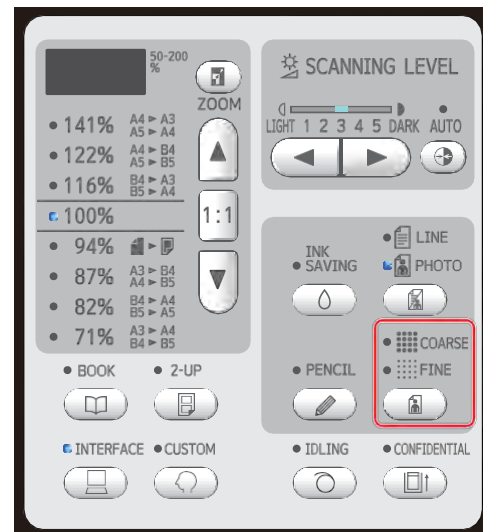 50-200
%
ZOOM
141% A4 ► A3
A5 ► A4
122% A4 ► B4
A5 ► B5
116% B4 ► A3
B5 ► A4
100%
94%
87% A3 ► B4
A4 ► B5
82% B4 ► A4
B5 ► A5
71% A3 ► A4
B4 ► B5
1:1
BOOK
2-UP
INTERFACE
CUSTOM
SCANNING LEVEL
LIGHT 1 2 3 4 5 DARK AUTO
INK
SAVING
LINE
PHOTO
PENCIL
COARSE
FINE
IDLING
CONFIDENTIAL